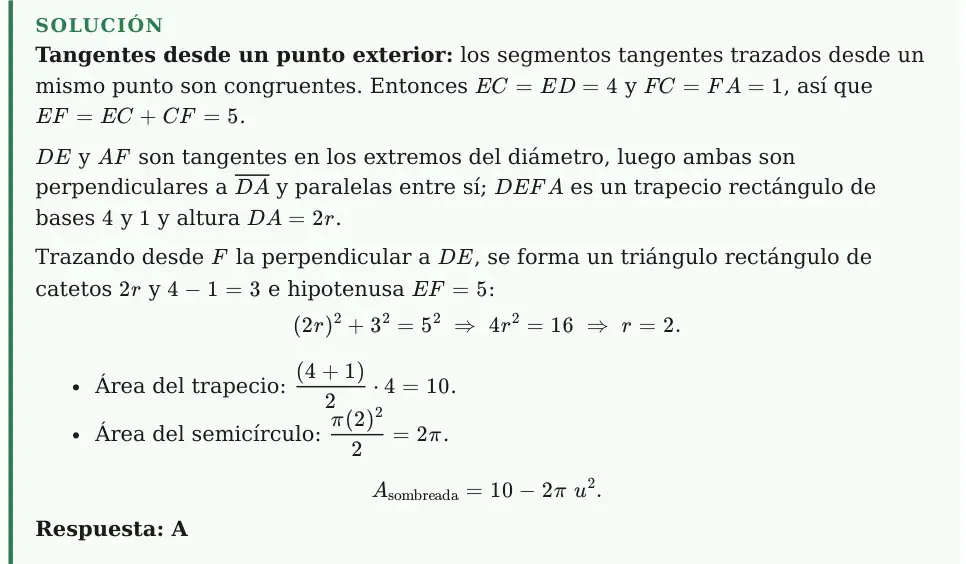 SOLUCIÓN
Tangentes desde un punto exterior: los segmentos tangentes trazados desde un
mismo punto son congruentes. Entonces EC = ED = 4 y FC = FA = 1, así que
EF = EC + CF = 5.
DE y AF son tangentes en los extremos del diámetro, luego ambas son
perpendiculares a \overline{DA} y paralelas entre sí; DEFA es un trapecio rectángulo de
bases 4 y 1 y altura DA = 2r.
Trazando desde F la perpendicular a DE, se forma un triángulo rectángulo de
catetos 2r y 4 − 1 = 3 e hipotenusa EF = 5:
(2r)² + 3² = 5² ⇒ 4r² = 16 ⇒ r = 2.
• Área del trapecio: \frac{(4 + 1)}{2} · 4 = 10.
• Área del semicírculo: \frac{π(2)²}{2} = 2π.
A_{sombreada} = 10 − 2π u².
Respuesta: A